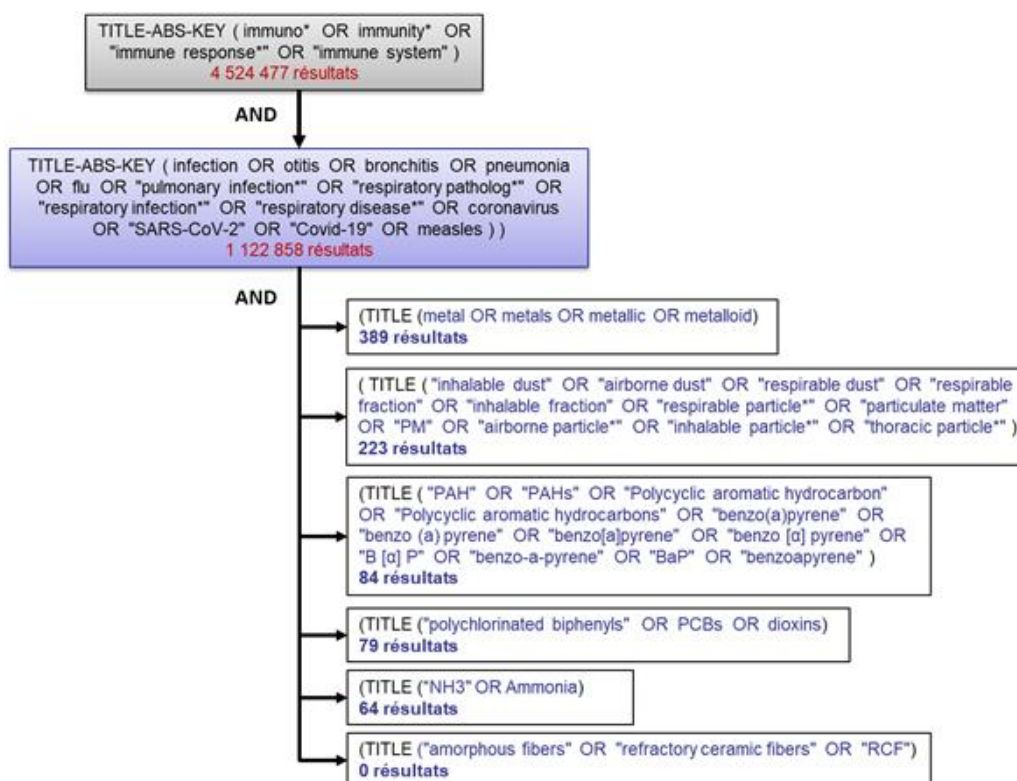 TITLE-ABS-KEY ( immuno* OR immunity* OR
"immune response*" OR "immune system" )
4 524 477 résultats
AND
TITLE-ABS-KEY ( infection OR otitis OR bronchitis OR pneumonia
OR flu OR "pulmonary infection*" OR "respiratory patholog*" OR
"respiratory infection*" OR "respiratory disease*" OR coronavirus
OR "SARS-CoV-2" OR "Covid-19" OR measles ) )
1 122 858 résultats
AND
(TITLE (metal OR metals OR metallic OR metalloid)
389 résultats
( TITLE ( "inhalable dust" OR "airborne dust" OR "respirable dust" OR "respirable
fraction" OR "inhalable fraction" OR "respirable particle*" OR "particulate matter"
OR "PM" OR "airborne particle*" OR "inhalable particle*" OR "thoracic particle*" )
223 résultats
(TITLE ( "PAH" OR "PAHs" OR "Polycyclic aromatic hydrocarbon"
OR "Polycyclic aromatic hydrocarbons" OR "benzo(a)pyrene" OR
"benzo (a) pyrene" OR "benzo[a]pyrene" OR "benzo [α] pyrene" OR
"B [α] P" OR "benzo-a-pyrene" OR "BaP" OR "benzoapyrene" )
84 résultats
(TITLE ("polychlorinated biphenyls" OR PCBs OR dioxins)
79 résultats
(TITLE ("NH3" OR Ammonia)
64 résultats
(TITLE ("amorphous fibers" OR "refractory ceramic fibers" OR "RCF")
0 résultats